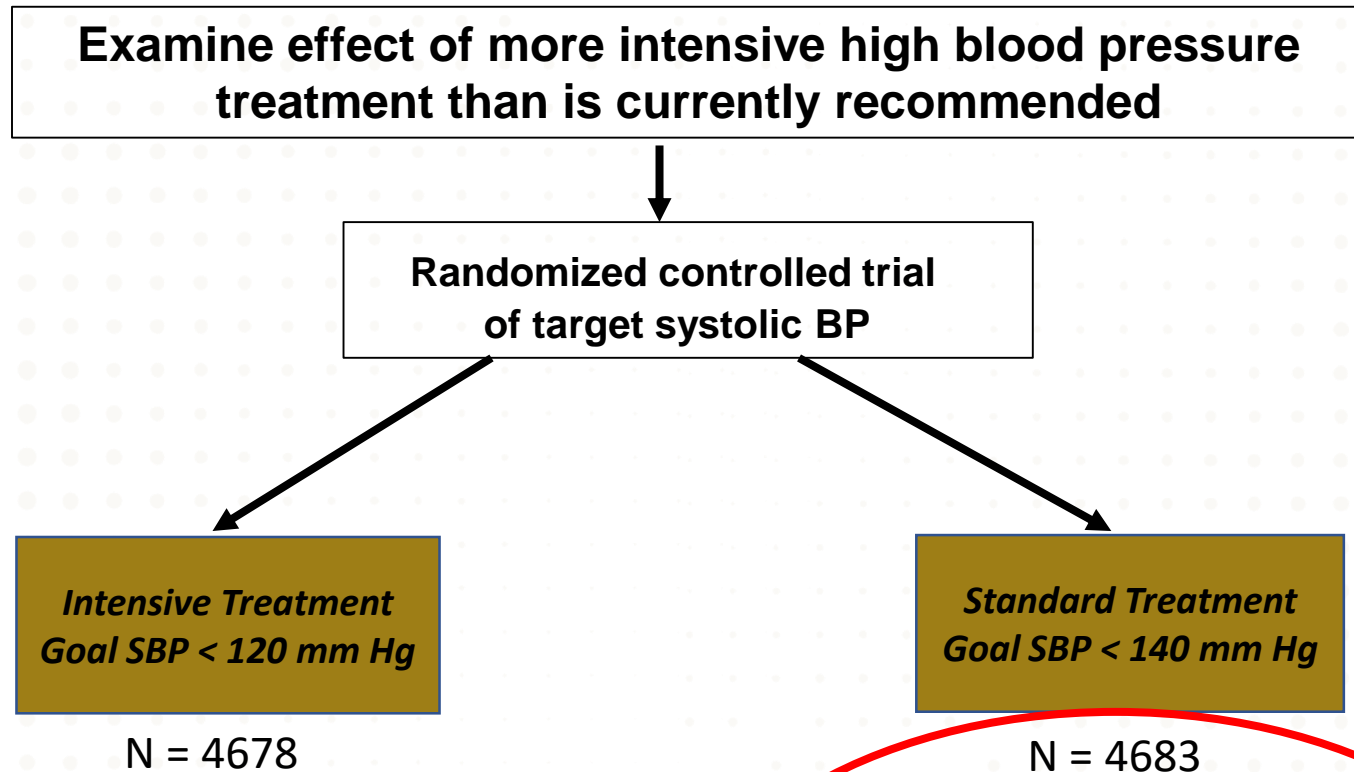 Examine effect of more intensive high blood pressure
treatment than is currently recommended
Randomized controlled trial
of target systolic BP
Intensive Treatment
Goal SBP < 120 mm Hg
Standard Treatment
Goal SBP < 140 mm Hg
N = 4678
N = 4683